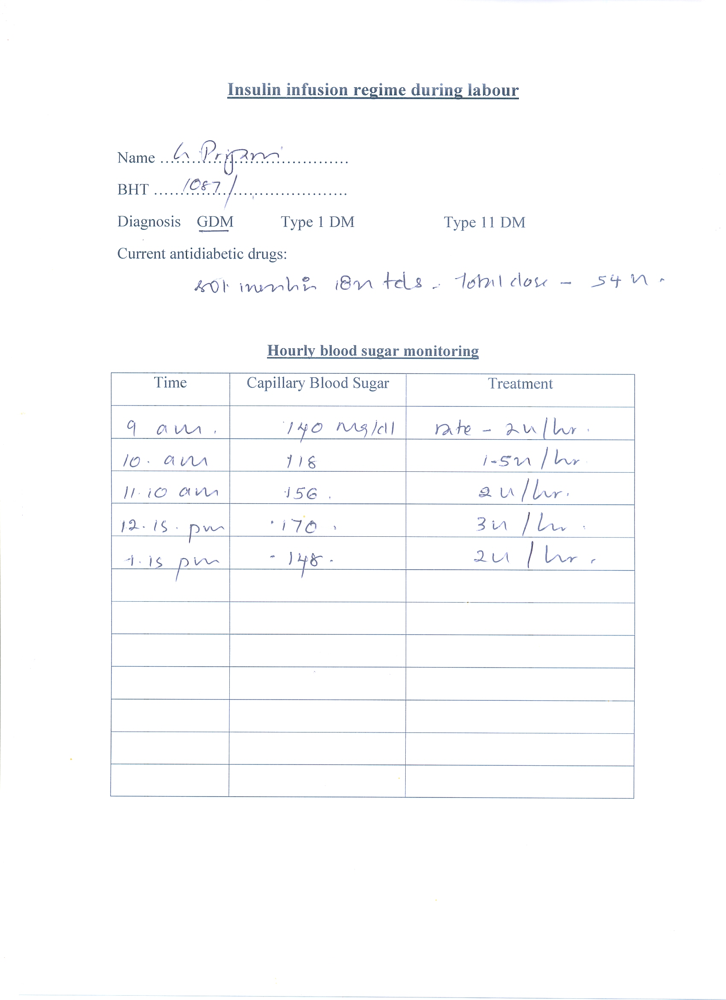 Insulin infusion regime during labour
Name ................................................
BHT ......1087/..............................
Diagnosis GDM Type 1 DM Type 11 DM
Current antidiabetic drugs:
sol. insulin 18u tds - Total dose - 54 u.
Hourly blood sugar monitoring
Time Capillary Blood Sugar Treatment
9 am. 140 mg/dl rate - 2u/hr.
10. am 118 1.5u/hr.
11.10 am 156. 2u/hr.
12.15. pm 170. 3u/hr.
1.15 pm - 148. 2u/hr.